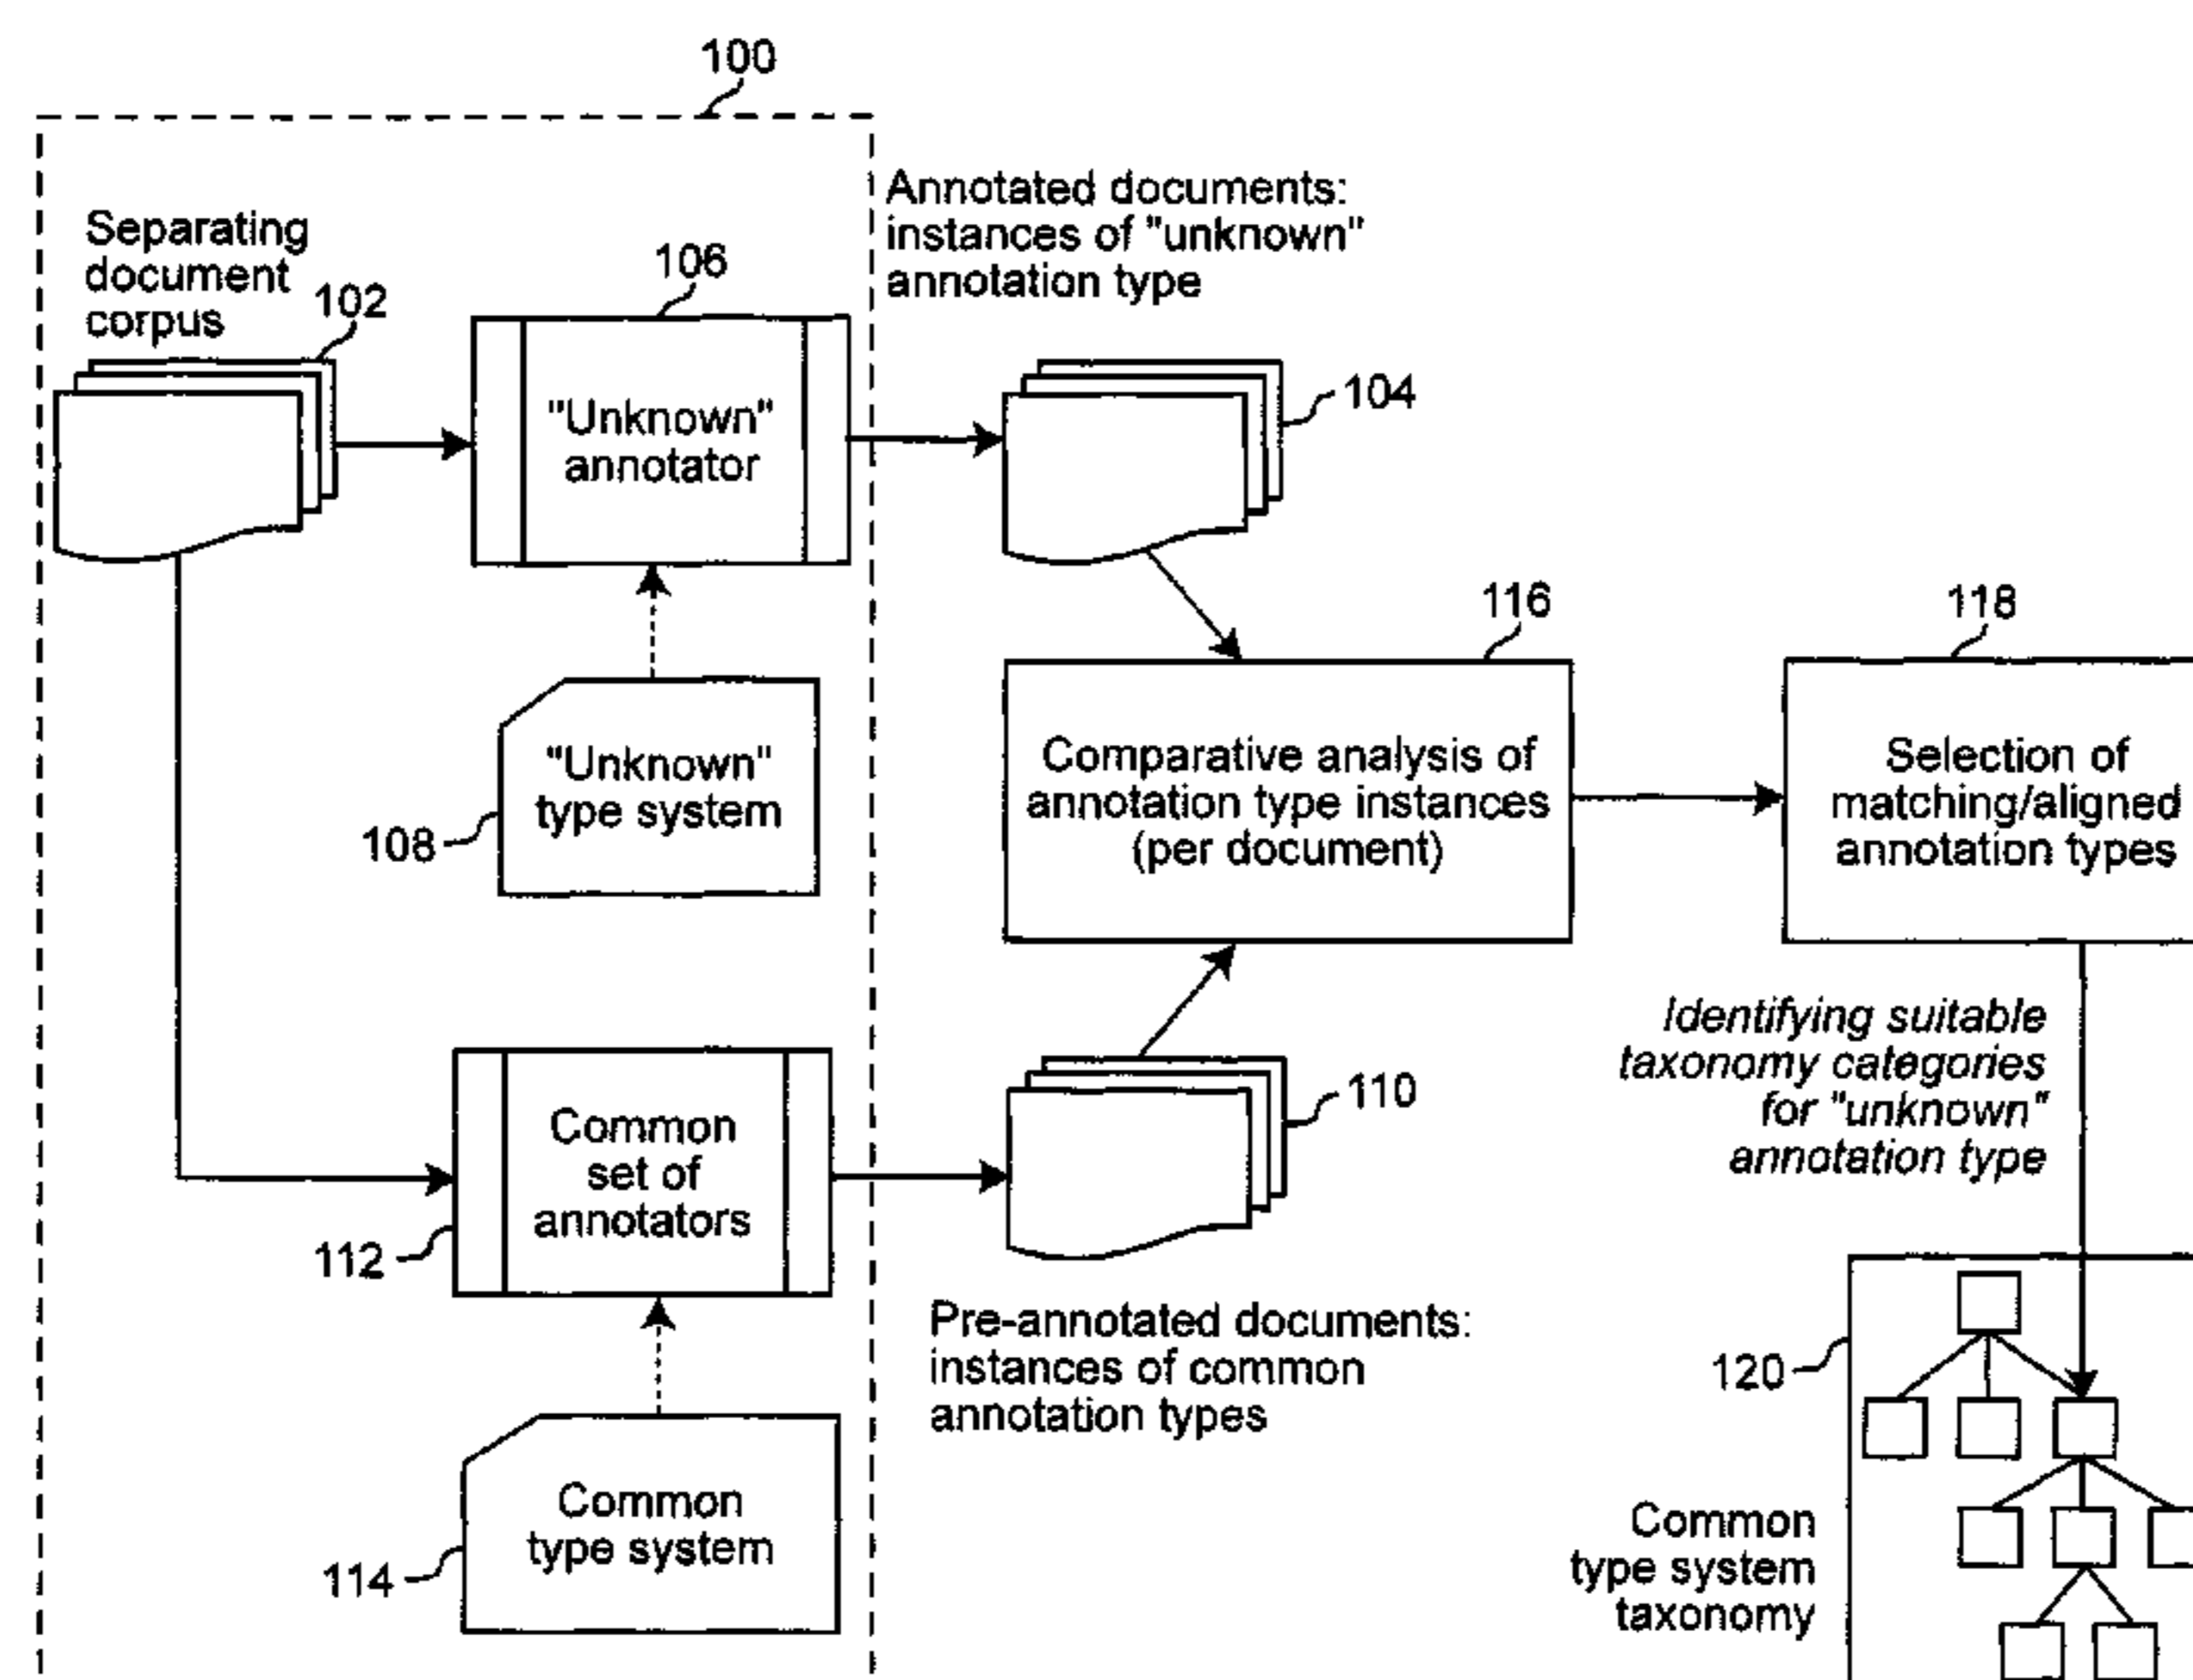 100
Separating
document
corpus
102
106
Annotated documents:
instances of "unknown"
annotation type
"Unknown"
annotator
104
"Unknown"
type system
108
116
Comparative analysis of
annotation type instances
(per document)
118
Selection of
matching/aligned
annotation types
Common
set of
annotators
112
110
Pre-annotated documents:
instances of common
annotation types
Identifying suitable
taxonomy categories
for "unknown"
annotation type
Common
type system
114
120
Common
type system
taxonomy